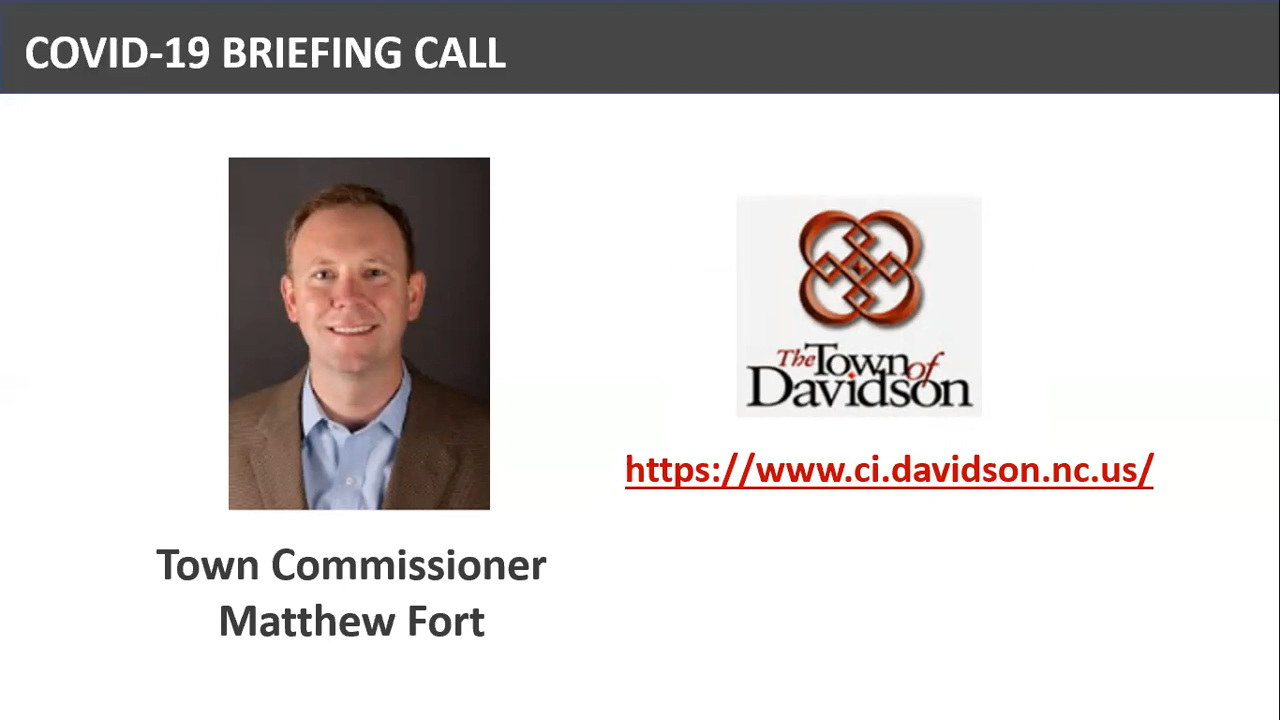 COVID-19 BRIEFING CALL
The Town of
Davidson
https://www.ci.davidson.nc.us/
Town Commissioner
Matthew Fort